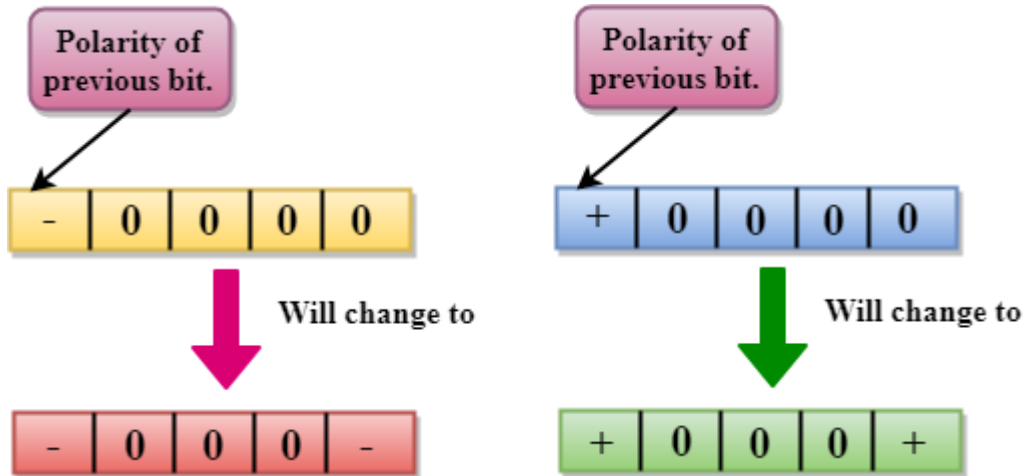 Polarity of
previous bit.
- 0 0 0 0
Will change to
- 0 0 0 -
Polarity of
previous bit.
+ 0 0 0 0
Will change to
+ 0 0 0 +